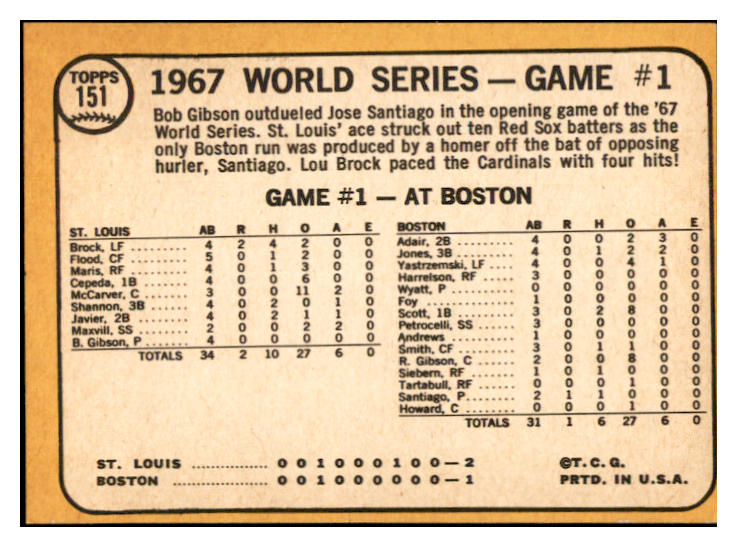 TOPPS
151
1967 WORLD SERIES — GAME #1
Bob Gibson outdueled Jose Santiago in the opening game of the '67
World Series. St. Louis' ace struck out ten Red Sox batters as the
only Boston run was produced by a homer off the bat of opposing
hurler, Santiago. Lou Brock paced the Cardinals with four hits!
GAME #1 — AT BOSTON
ST. LOUIS AB R H O A E
Brock, LF ......... 4 2 4 2 0 0
Flood, CF ......... 5 0 1 2 0 0
Maris, RF ......... 4 0 1 3 0 0
Cepeda, 1B ....... 4 0 0 6 0 0
McCarver, C ...... 3 0 0 11 2 0
Shannon, 3B ...... 4 0 2 0 1 0
Javier, 2B ........ 4 0 2 1 1 0
Maxvill, SS ....... 2 0 0 2 2 0
B. Gibson, P ...... 4 0 0 0 0 0
TOTALS 34 2 10 27 6 0
BOSTON AB R H O A E
Adair, 2B .......... 4 0 0 2 3 0
Jones, 3B .......... 4 0 1 2 2 0
Yastrzemski, LF .... 4 0 0 4 1 0
Harrelson, RF ...... 3 0 0 0 0 0
Wyatt, P ........... 0 0 0 0 0 0
Foy ................ 1 0 0 0 0 0
Scott, 1B .......... 3 0 2 8 0 0
Petrocelli, SS ...... 3 0 0 0 0 0
Andrews ........... 1 0 0 0 0 0
Smith, CF .......... 3 0 1 1 0 0
R. Gibson, C ....... 2 0 0 8 0 0
Siebern, RF ........ 1 0 1 0 0 0
Tartabull, RF ...... 0 0 0 1 0 0
Santiago, P ........ 2 1 1 0 0 0
Howard, C ......... 0 0 0 1 0 0
TOTALS 31 1 6 27 6 0
ST. LOUIS ............... 0 0 1 0 0 0 1 0 0 — 2
BOSTON .................. 0 0 1 0 0 0 0 0 0 — 1
©T.C.G.
PRTD. IN U.S.A.